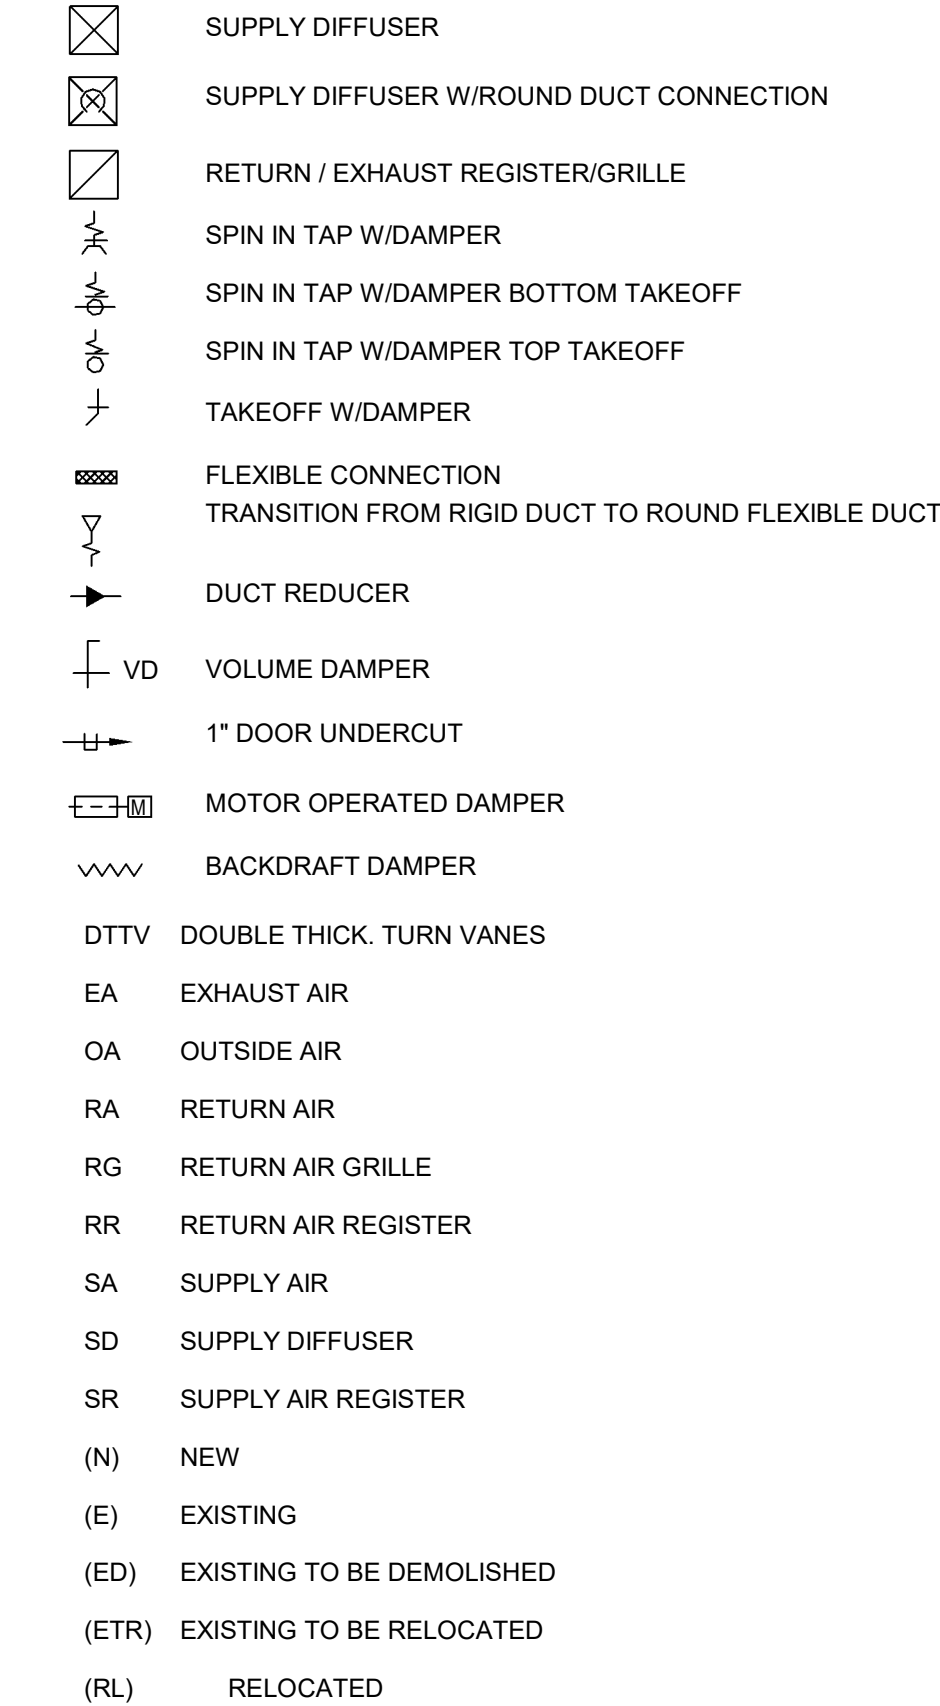 SUPPLY DIFFUSER
SUPPLY DIFFUSER W/ROUND DUCT CONNECTION
RETURN / EXHAUST REGISTER/GRILLE
SPIN IN TAP W/DAMPER
SPIN IN TAP W/DAMPER BOTTOM TAKEOFF
SPIN IN TAP W/DAMPER TOP TAKEOFF
TAKEOFF W/DAMPER
FLEXIBLE CONNECTION
TRANSITION FROM RIGID DUCT TO ROUND FLEXIBLE DUCT
DUCT REDUCER
VD VOLUME DAMPER
1" DOOR UNDERCUT
M MOTOR OPERATED DAMPER
BACKDRAFT DAMPER
DTTV DOUBLE THICK. TURN VANES
EA EXHAUST AIR
OA OUTSIDE AIR
RA RETURN AIR
RG RETURN AIR GRILLE
RR RETURN AIR REGISTER
SA SUPPLY AIR
SD SUPPLY DIFFUSER
SR SUPPLY AIR REGISTER
(N) NEW
(E) EXISTING
(ED) EXISTING TO BE DEMOLISHED
(ETR) EXISTING TO BE RELOCATED
(RL) RELOCATED